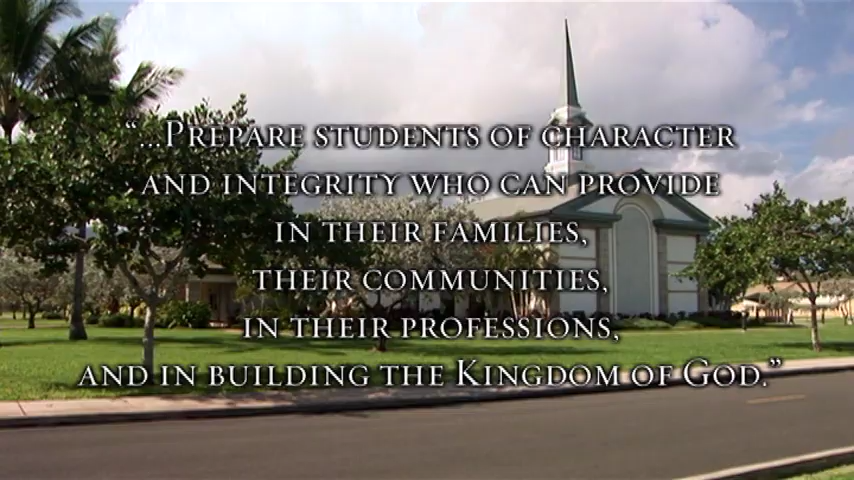 “...Prepare students of character
and integrity who can provide
in their families,
their communities,
in their professions,
and in building the Kingdom of God.”